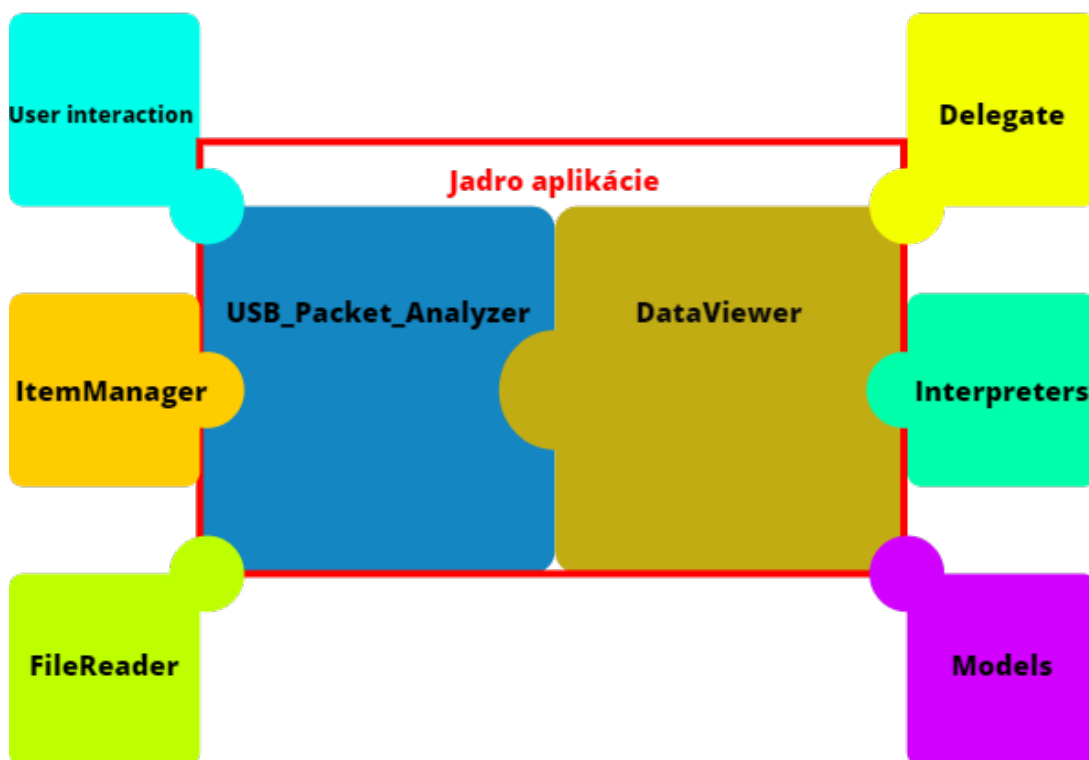 User interaction
Delegate
Jadro aplikácie
USB_Packet_Analyzer
DataViewer
ItemManager
Interpreters
FileReader
Models